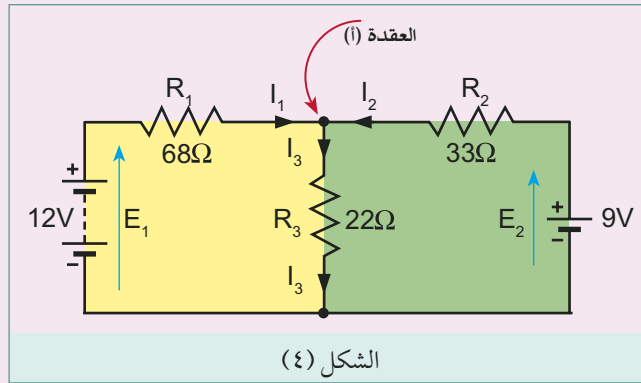 العقدة (أ)
R1 I1 I2 R2
68Ω I3 33Ω
+ +
12V E1 R3 22Ω E2 9V
− −
I3
الشكل (٤)